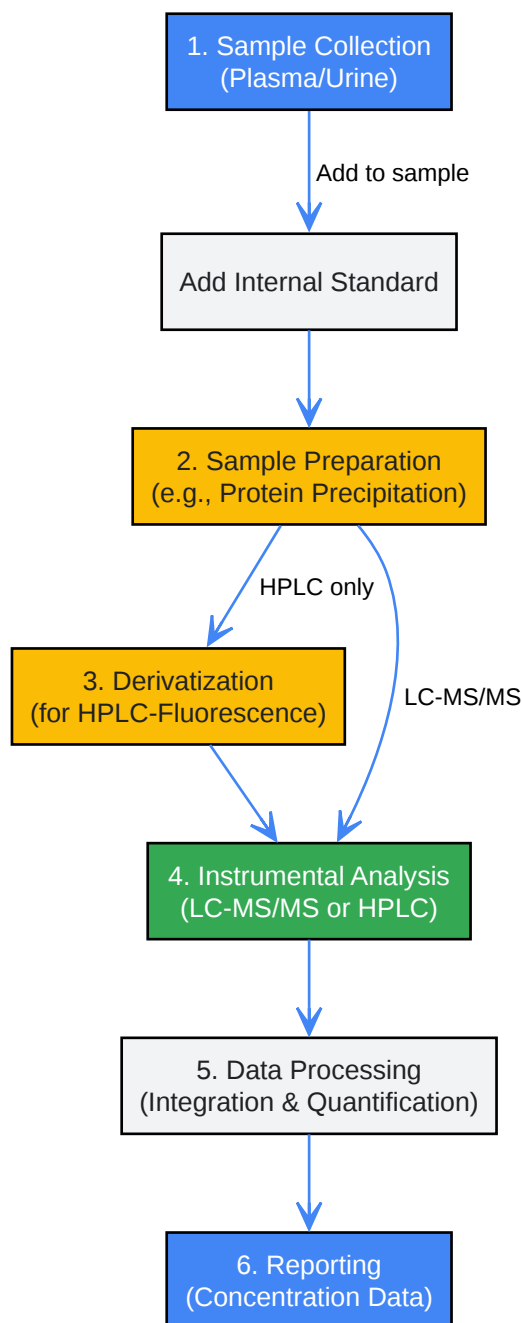 1. Sample Collection
(Plasma/Urine)
Add to sample
Add Internal Standard
2. Sample Preparation
(e.g., Protein Precipitation)
HPLC only
3. Derivatization
(for HPLC-Fluorescence)
LC-MS/MS
4. Instrumental Analysis
(LC-MS/MS or HPLC)
5. Data Processing
(Integration & Quantification)
6. Reporting
(Concentration Data)